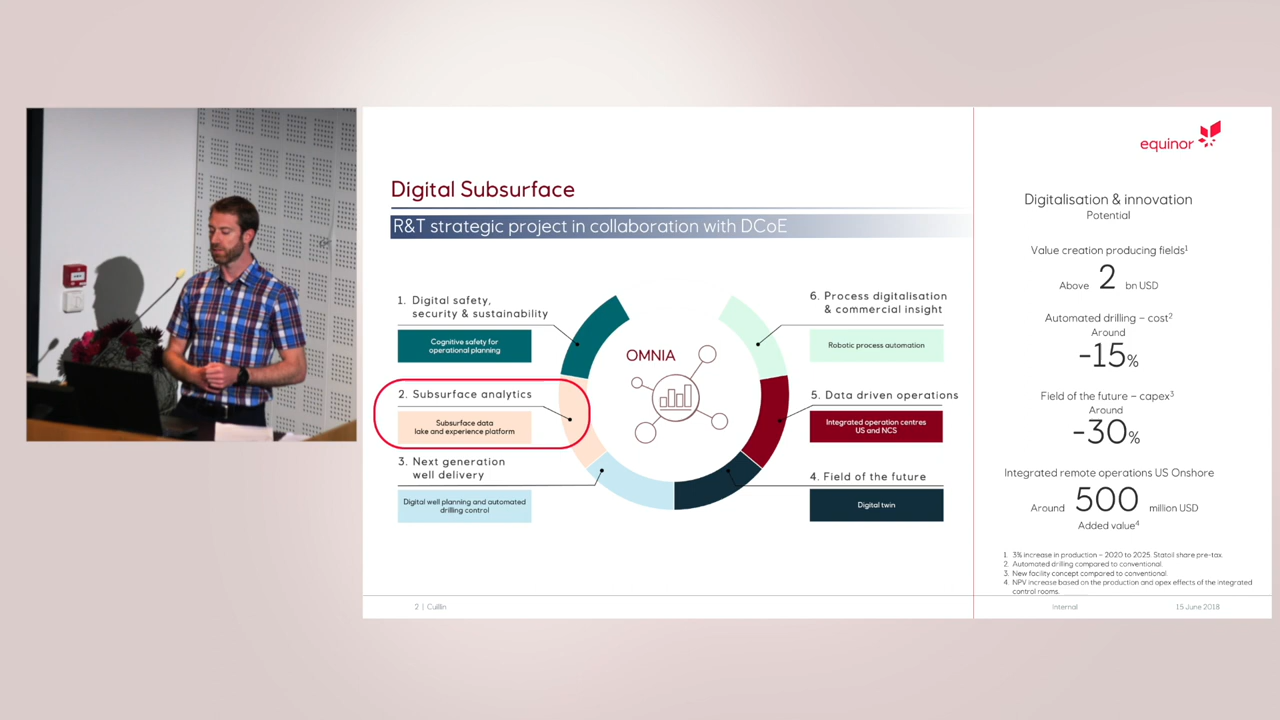 equinor
Digital Subsurface
R&T strategic project in collaboration with DCoE
1. Digital safety,
security & sustainability
Cognitive safety for
operational planning
2. Subsurface analytics
Subsurface data
lake and experience platform
3. Next generation
well delivery
Digital well planning and automated
drilling control
OMNIA
6. Process digitalisation
& commercial insight
Robotic process automation
5. Data driven operations
Integrated operation centres
US and NCS
4. Field of the future
Digital twin
Digitalisation & innovation
Potential
Value creation producing fields1
Above 2 bn USD
Automated drilling – cost2
Around
-15%
Field of the future – capex3
Around
-30%
Integrated remote operations US Onshore
Around 500 million USD
Added value4
1. 3% increase in production – 2020 to 2025. Statoil share pre-tax.
2. Automated drilling compared to conventional.
3. New facility concept compared to conventional.
4. NPV increase based on the production and opex effects of the integrated
control rooms.
2 | Cuillin
Internal
15 June 2018